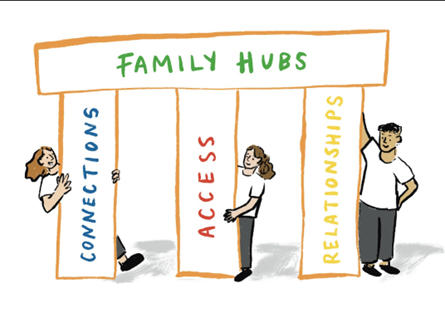 FAMILY HUBS
CONNECTIONS
ACCESS
RELATIONSHIPS